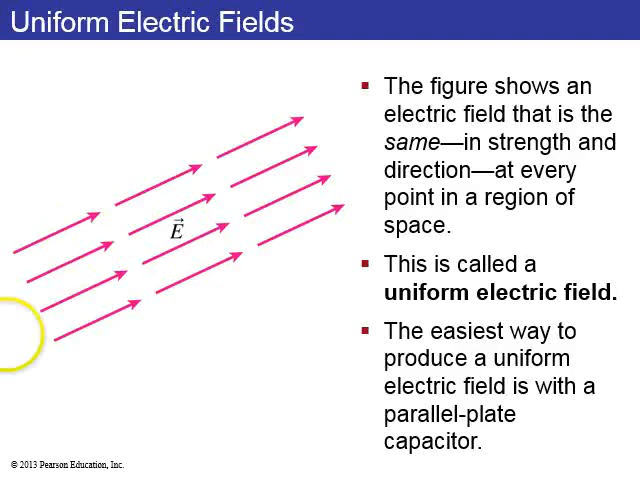 Uniform Electric Fields
▪ The figure shows an
electric field that is the
same—in strength and
direction—at every
point in a region of
space.
▪ This is called a
uniform electric field.
▪ The easiest way to
produce a uniform
electric field is with a
parallel-plate
capacitor.
E⃗
© 2013 Pearson Education, Inc.